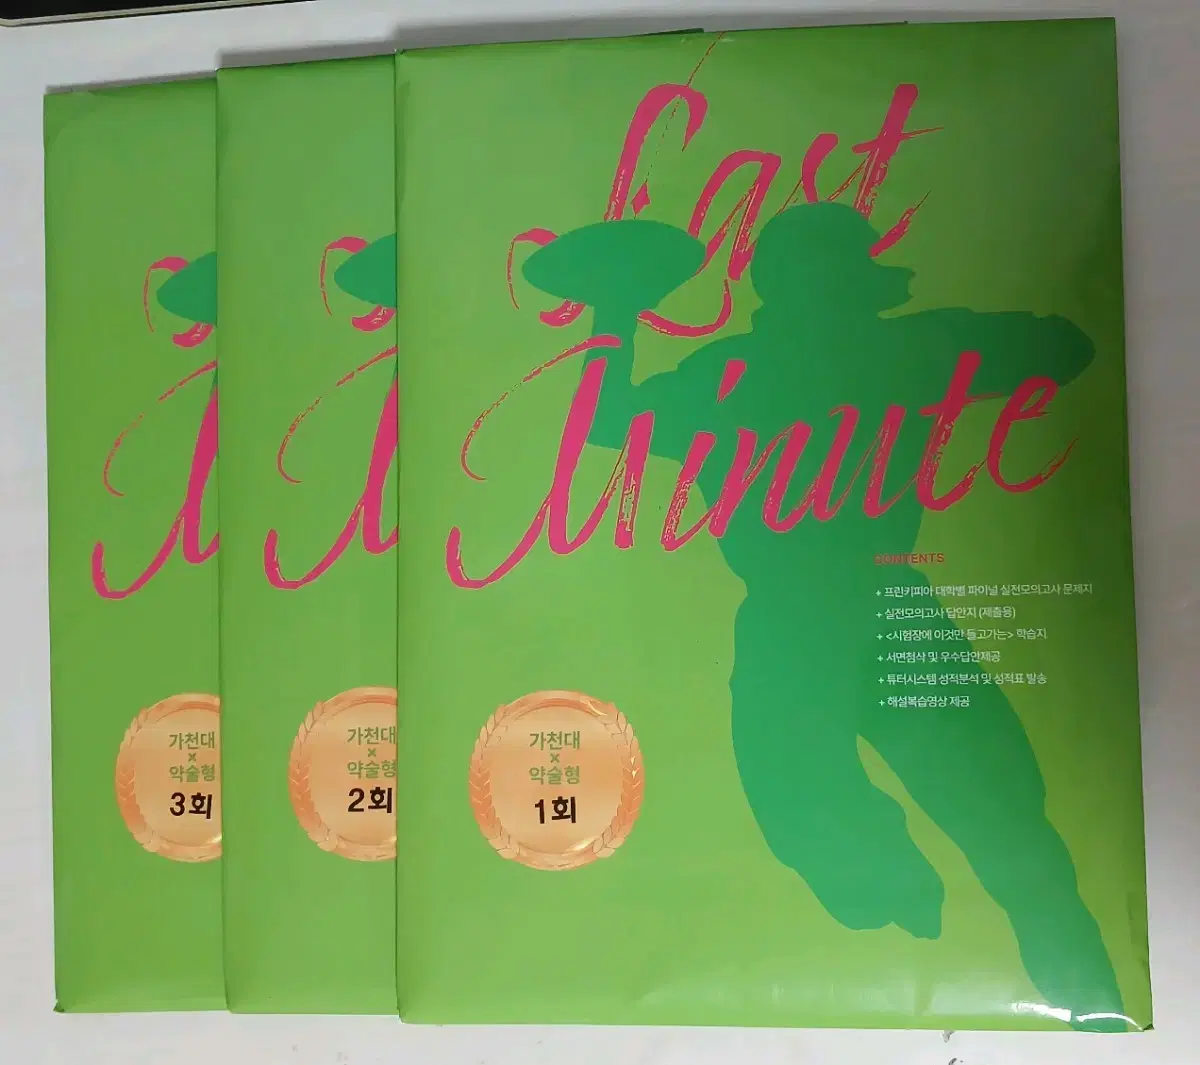 Last
Minute
CONTENTS
+ 프린키피아 대학별 파이널 실전모의고사 문제지
+ 실전모의고사 답안지 (제출용)
+ <시험장에 이것만 들고가는> 학습지
+ 서면첨삭 및 우수답안제공
+ 튜터시스템 성적분석 및 성적표 발송
+ 해설복습영상 제공
가천대
×
약술형
3회
가천대
×
약술형
2회
가천대
×
약술형
1회